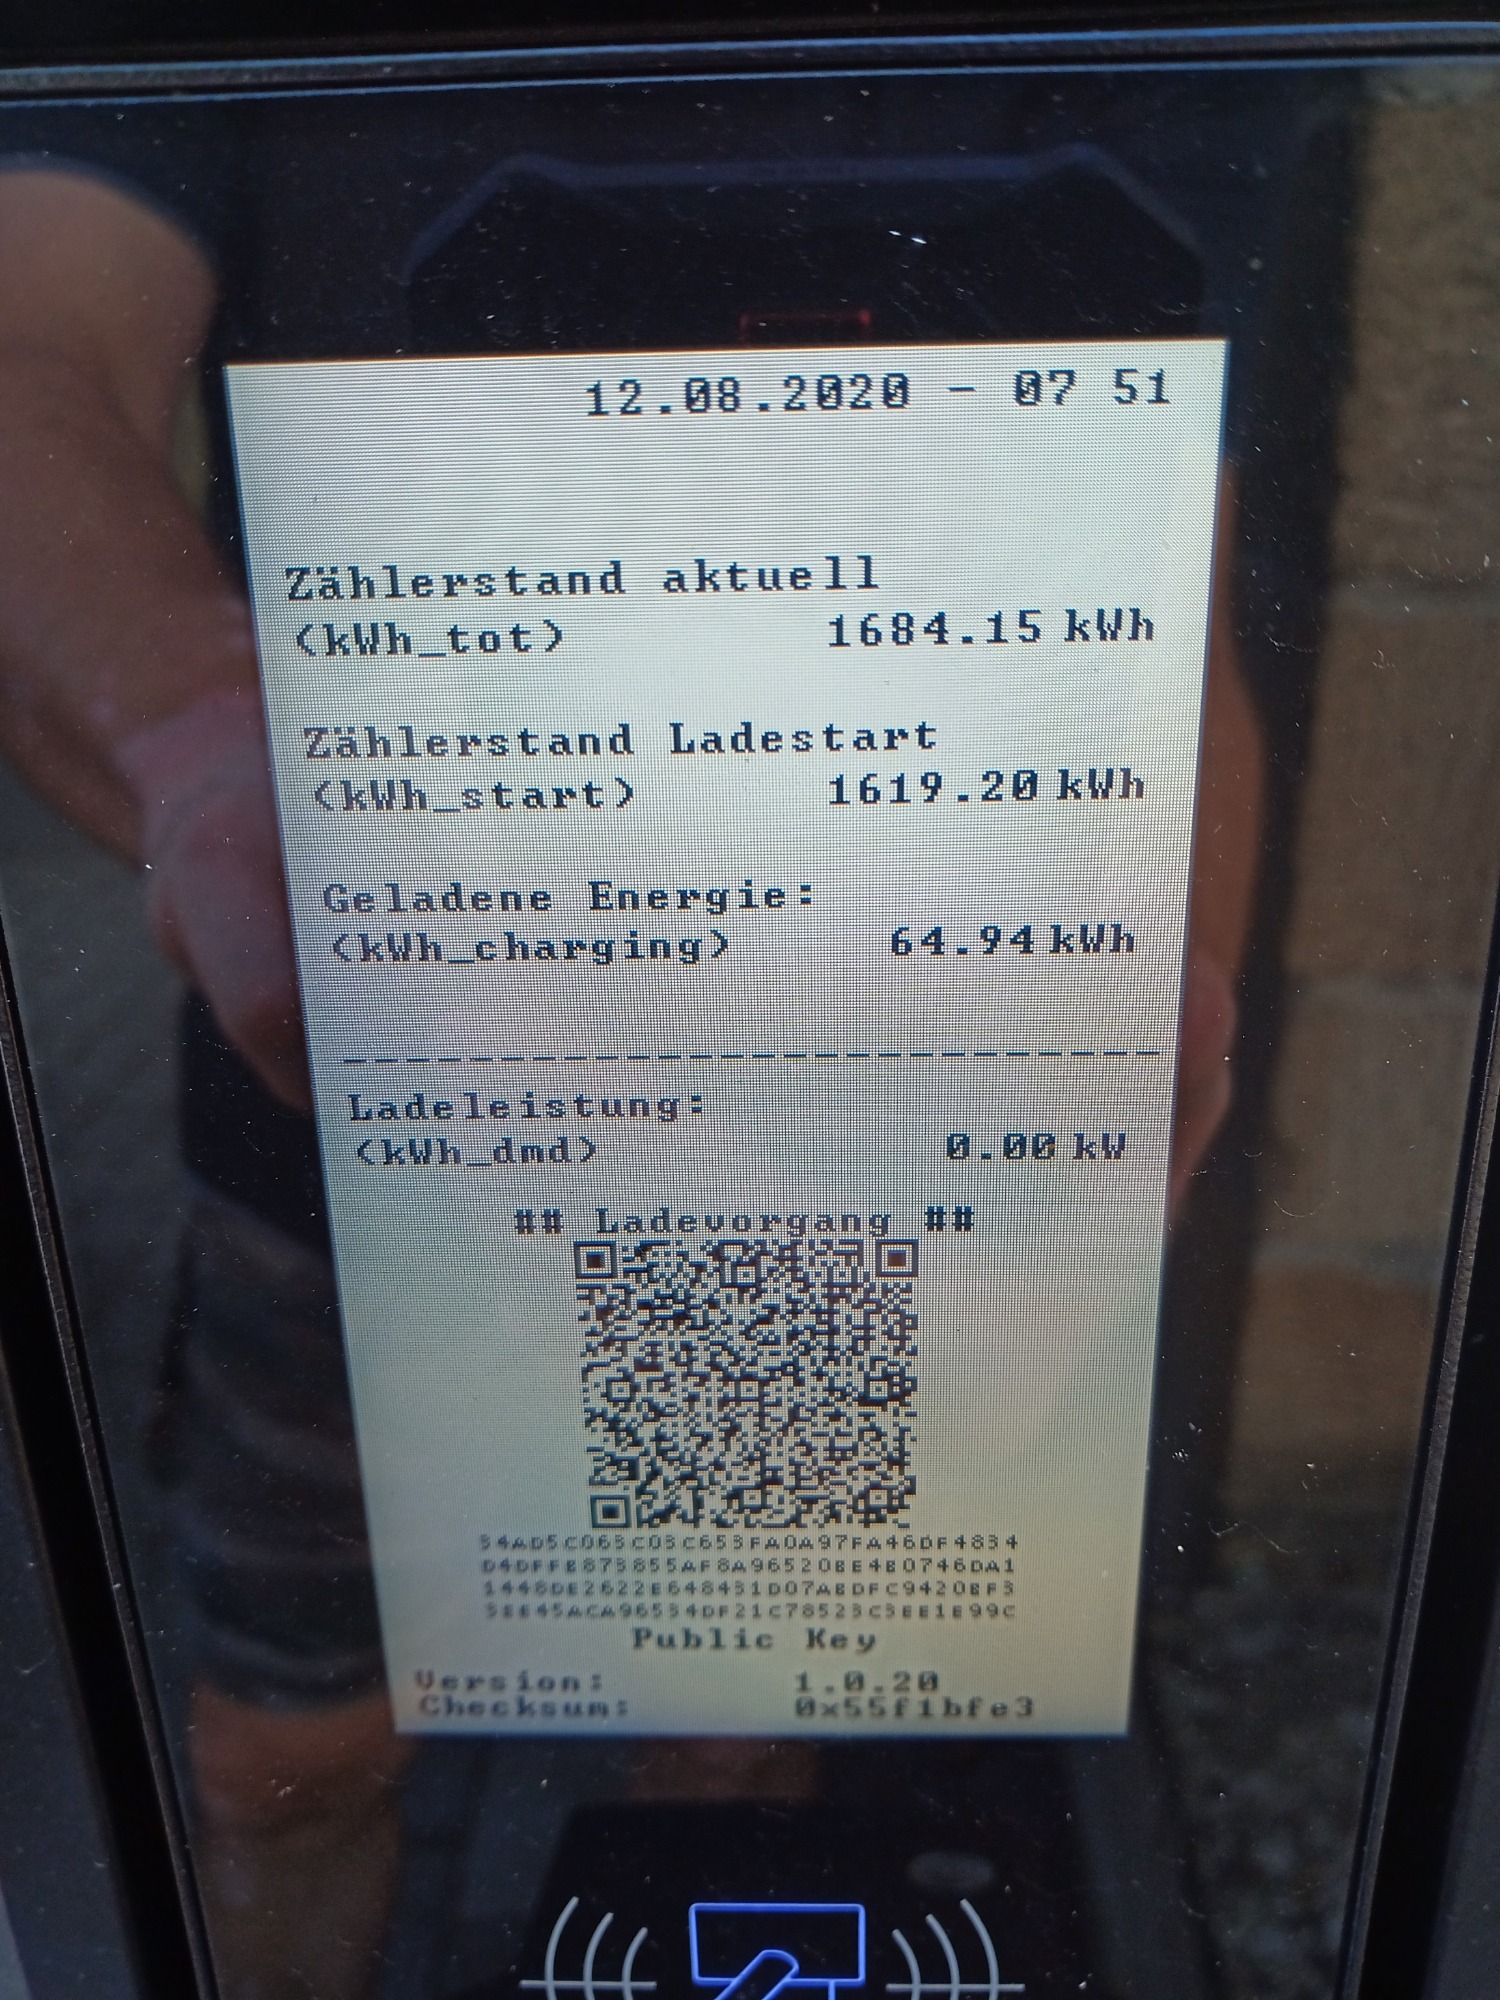 12.08.2020 - 07 51
Zählerstand aktuell
(kWh_tot) 1684.15 kWh
Zählerstand Ladestart
(kWh_start) 1619.20 kWh
Geladene Energie:
(kWh_charging) 64.94 kWh
Ladeleistung:
(kWh_dmd) 0.00 kW
## Ladevorgang ##
Public Key
Version: 1.0.20
Checksum: 0x55f1bfe3